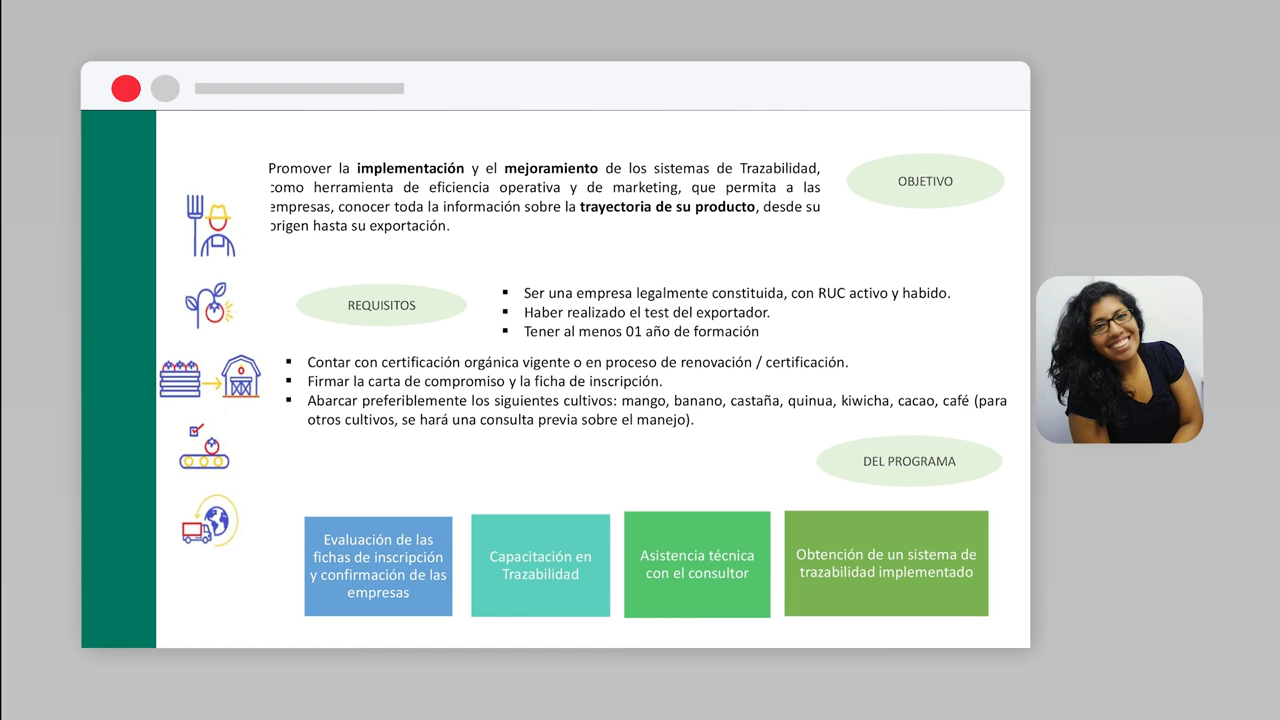 Promover la implementación y el mejoramiento de los sistemas de Trazabilidad,
como herramienta de eficiencia operativa y de marketing, que permita a las
empresas, conocer toda la información sobre la trayectoria de su producto, desde su
origen hasta su exportación.
OBJETIVO
REQUISITOS
▪ Ser una empresa legalmente constituida, con RUC activo y habido.
▪ Haber realizado el test del exportador.
▪ Tener al menos 01 año de formación
▪ Contar con certificación orgánica vigente o en proceso de renovación / certificación.
▪ Firmar la carta de compromiso y la ficha de inscripción.
▪ Abarcar preferiblemente los siguientes cultivos: mango, banano, castaña, quinua, kiwicha, cacao, café (para
otros cultivos, se hará una consulta previa sobre el manejo).
DEL PROGRAMA
Evaluación de las
fichas de inscripción
y confirmación de las
empresas
Capacitación en
Trazabilidad
Asistencia técnica
con el consultor
Obtención de un sistema de
trazabilidad implementado